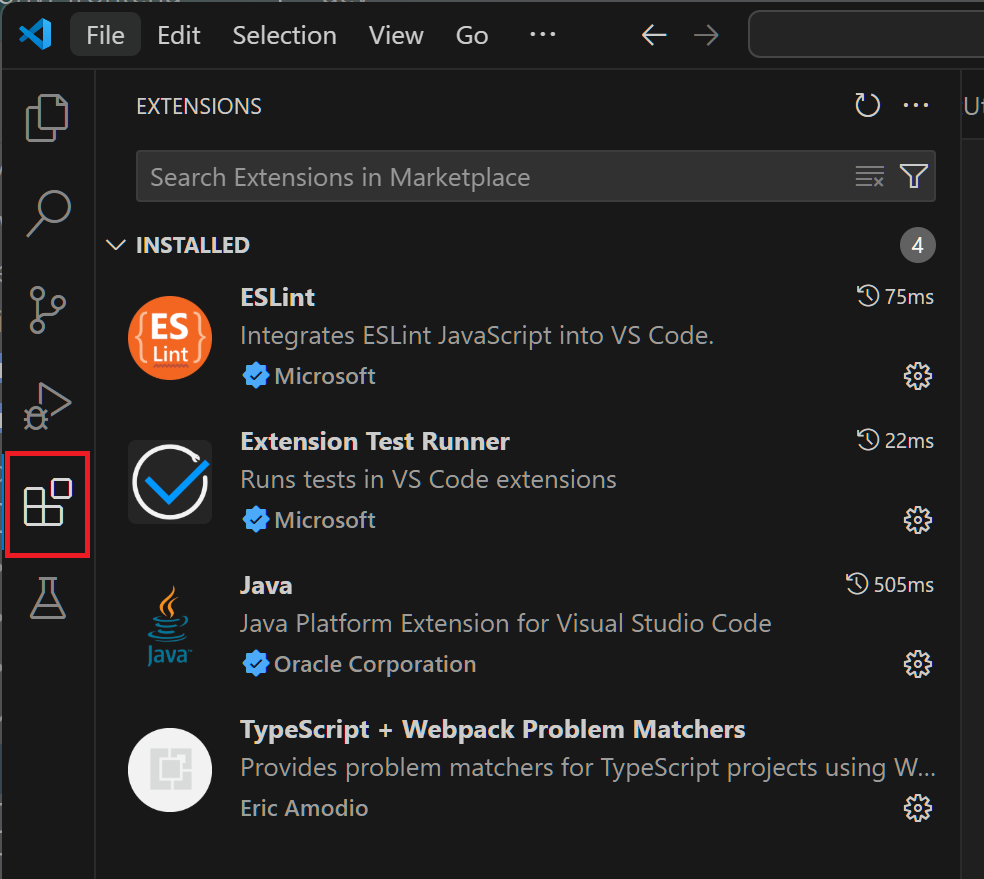 File Edit Selection View Go ...
EXTENSIONS
Search Extensions in Marketplace
INSTALLED 4
ESLint 75ms
ES
Lint
Integrates ESLint JavaScript into VS Code.
Microsoft
Extension Test Runner 22ms
Runs tests in VS Code extensions
Microsoft
Java 505ms
Java Platform Extension for Visual Studio Code
Java
Oracle Corporation
TypeScript + Webpack Problem Matchers
Provides problem matchers for TypeScript projects using W...
Eric Amodio